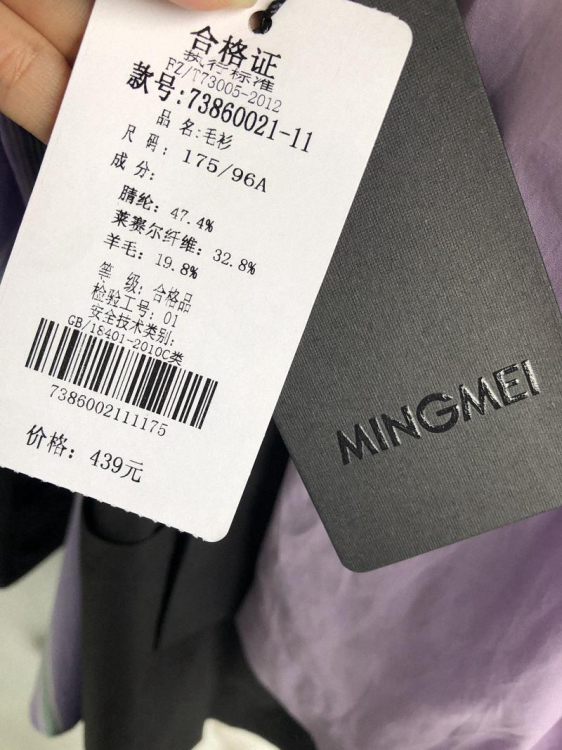 合格证
执行标准
FZ/T73005-2012
款号:73860021-11
品 名:毛衫
尺 码: 175/96A
成 分:
腈纶: 47.4%
莱赛尔纤维: 32.8%
羊毛: 19.8%
等 级: 合格品
检验工号: 01
安全技术类别:
GB/18401-2010C类
7386002111175
价格: 439元
MINGMEI